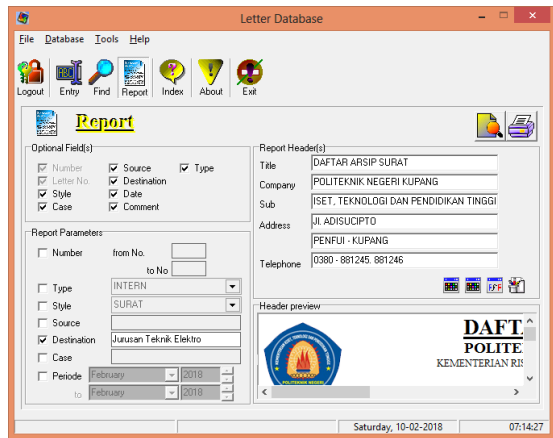 Letter Database
File Database Tools Help
Logout Entry Find Report Index About Exit
Report
Optional Field(s)
Number Source Type
Letter No. Destination
Style Date
Case Comment
Report Parameters
Number from No.
to No
Type INTERN
Style SURAT
Source
Destination Jurusan Teknik Elektro
Case
Periode February 2018
to February 2018
Report Header(s)
Title DAFTAR ARSIP SURAT
Company POLITEKNIK NEGERI KUPANG
Sub ISET, TEKNOLOGI DAN PENDIDIKAN TINGGI
Address Jl. ADISUCIPTO
PENFUI - KUPANG
Telephone 0380 - 881245. 881246
Header preview
DAFT
POLITE
KEMENTERIAN RIS
POLITEKNIK NEGERI
Saturday, 10-02-2018 07:14:27